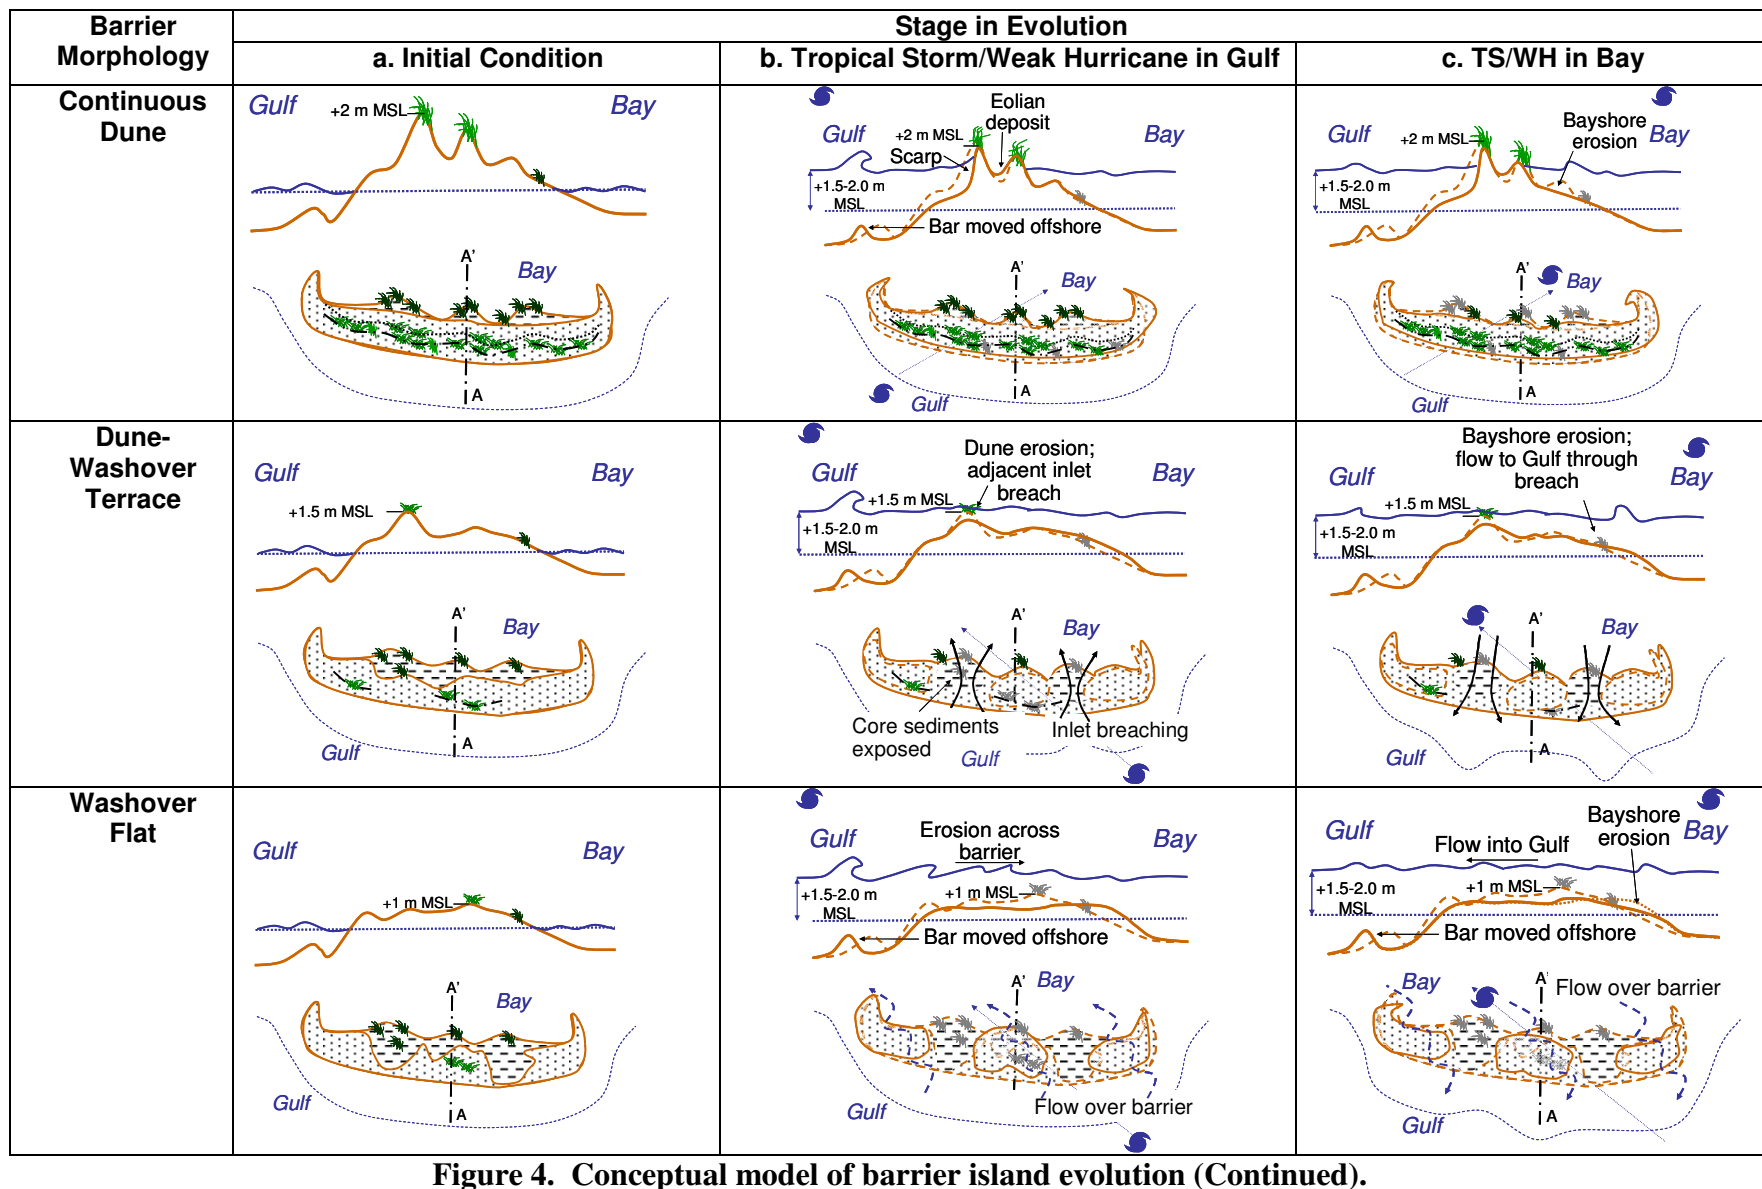 Barrier
Morphology
Stage in Evolution
a. Initial Condition
b. Tropical Storm/Weak Hurricane in Gulf
c. TS/WH in Bay
Continuous
Dune
Gulf
Bay
+2 m MSL
A'
Bay
A
Gulf
Bay
Eolian
deposit
+2 m MSL
Scarp
+1.5-2.0 m
MSL
Bar moved offshore
A'
Bay
A
Gulf
Gulf
Bay
Bayshore
erosion
+2 m MSL
+1.5-2.0 m
MSL
A'
Bay
A
Gulf
Dune-
Washover
Terrace
Gulf
Bay
+1.5 m MSL
A'
Bay
A
Gulf
Gulf
Bay
Dune erosion;
adjacent inlet
breach
+1.5 m MSL
+1.5-2.0 m
MSL
A'
Bay
Core sediments
exposed
Inlet breaching
Gulf
Bayshore erosion;
flow to Gulf through
breach
Gulf
Bay
+1.5 m MSL
+1.5-2.0 m
MSL
A'
Bay
A
Gulf
Washover
Flat
Gulf
Bay
+1 m MSL
A'
Bay
A
Gulf
Gulf
Bay
Erosion across
barrier
+1 m MSL
+1.5-2.0 m
MSL
Bar moved offshore
A'
Bay
Flow over barrier
A
Gulf
Gulf
Bay
Bayshore
erosion
Flow into Gulf
+1 m MSL
+1.5-2.0 m
MSL
Bar moved offshore
Bay
A'
Flow over barrier
A
Gulf
Figure 4.  Conceptual model of barrier island evolution (Continued).